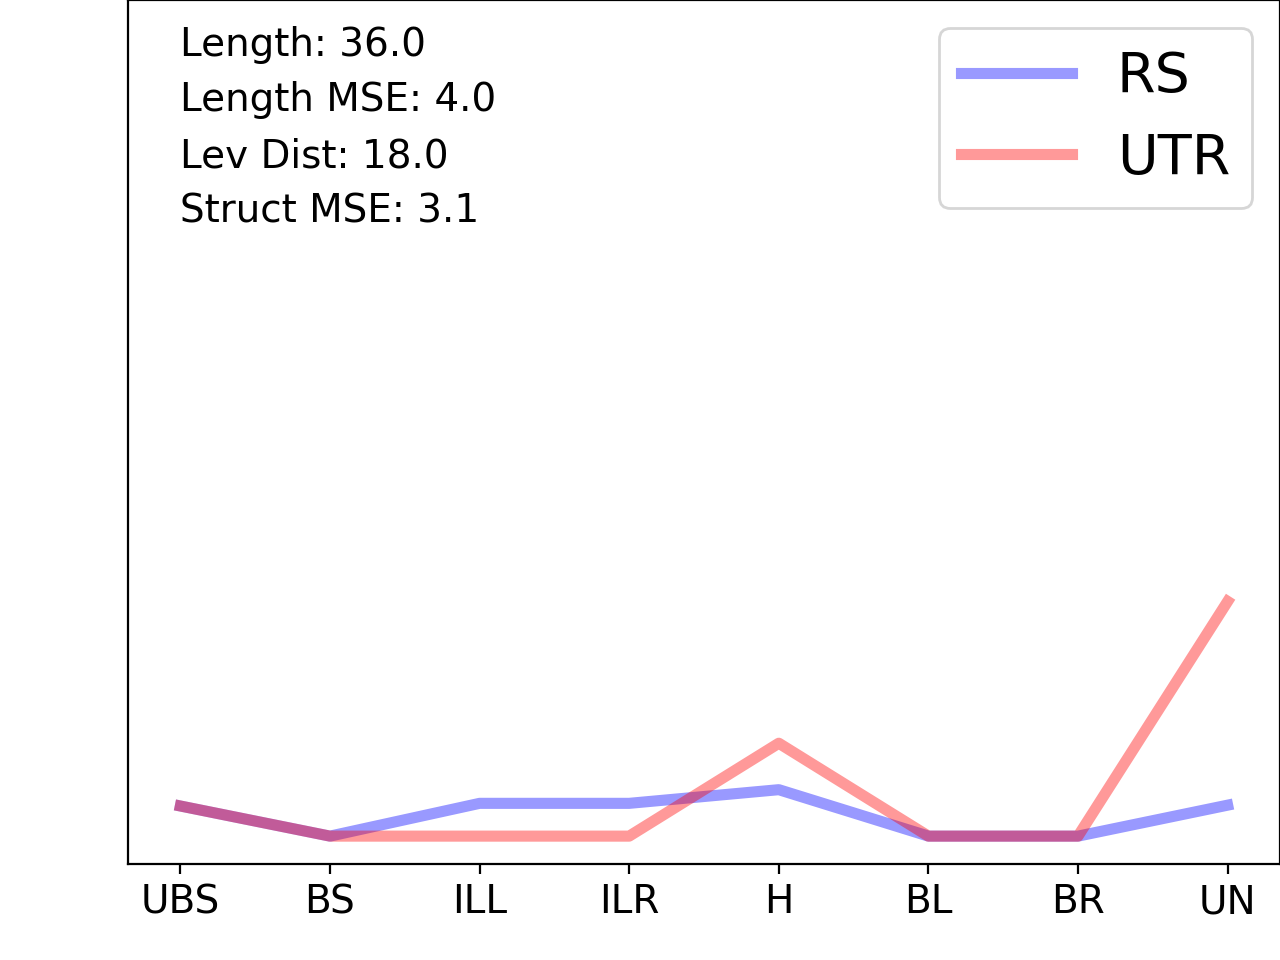 Length: 36.0
Length MSE: 4.0
Lev Dist: 18.0
Struct MSE: 3.1
RS
UTR
UBS BS ILL ILR H BL BR UN